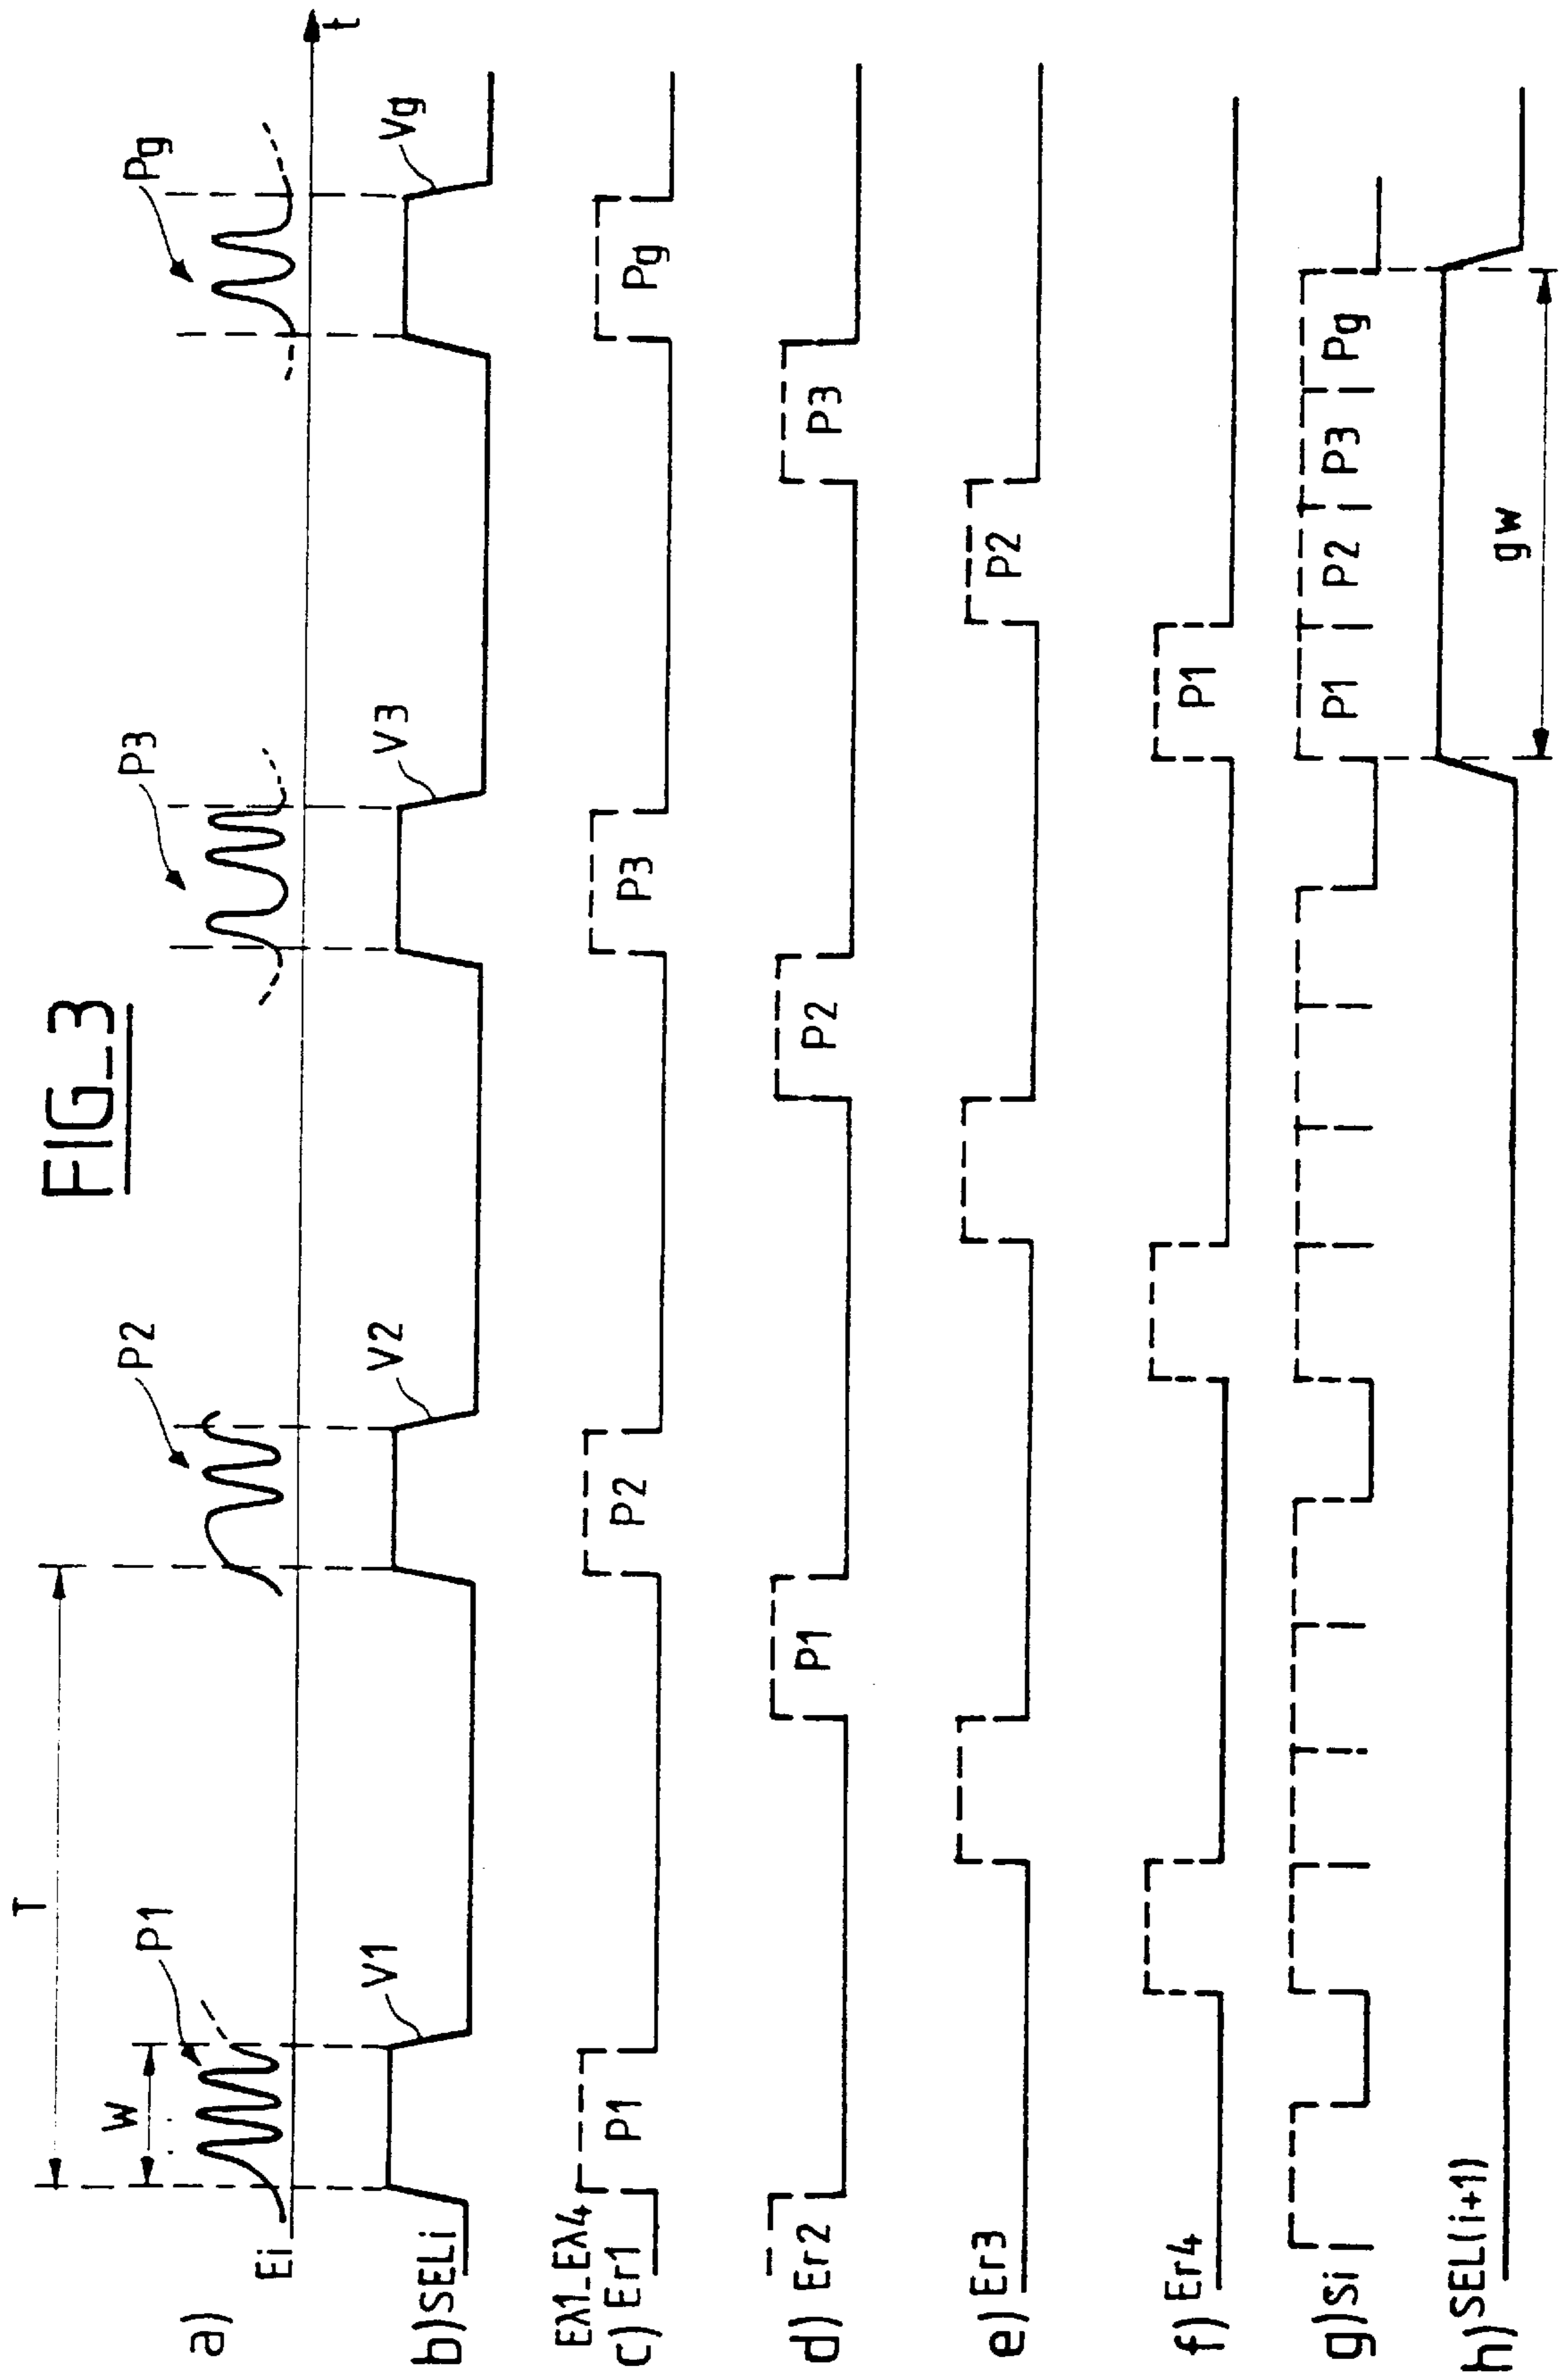 FIG_3
T
W
P1
P2
P3
Pg
a) Ei
t
V1
V2
V3
Vg
b) SELi
Eλ1_Eλ4
c) Er1
P1
P2
P3
Pg
d) Er2
P1
P2
P3
e) Er3
P2
f) Er4
P1
g) Si
P1
P2
P3
Pg
gw
h) SEL(i+1)